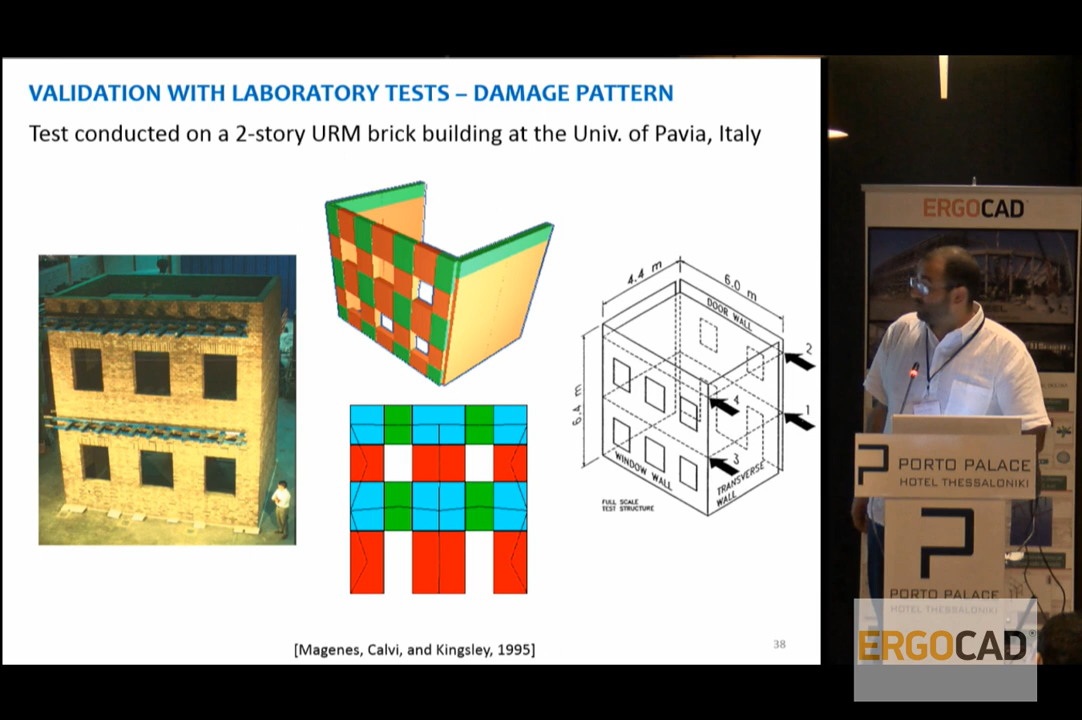 VALIDATION WITH LABORATORY TESTS – DAMAGE PATTERN
Test conducted on a 2-story URM brick building at the Univ. of Pavia, Italy
4.4 m
6.0 m
DOOR WALL
2
6.4 m
4
1
3
WINDOW WALL
TRANSVERSE
WALL
FULL SCALE
TEST STRUCTURE
[Magenes, Calvi, and Kingsley, 1995]
38
ERGOCAD
PORTO PALACE
HOTEL THESSALONIKI
PORTO PALACE
HOTEL THESSALONIKI
ERGOCAD